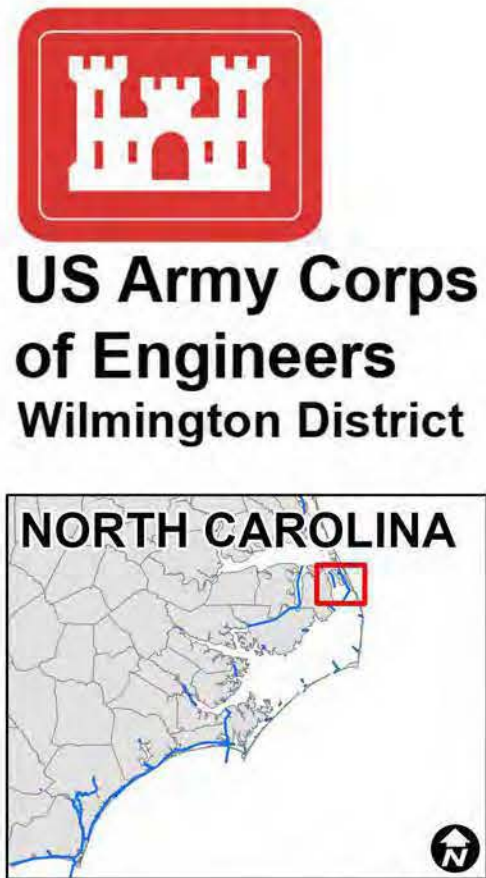 US Army Corps
of Engineers
Wilmington District
NORTH CAROLINA
N